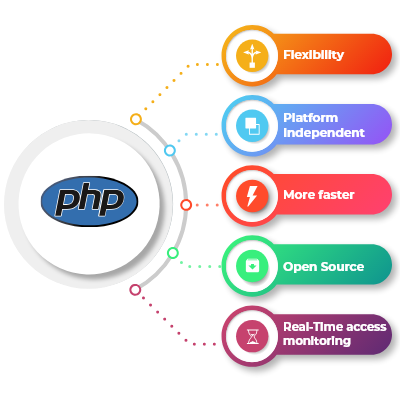 php
Flexibility
Platform
Independent
More faster
Open Source
Real-Time access
monitoring